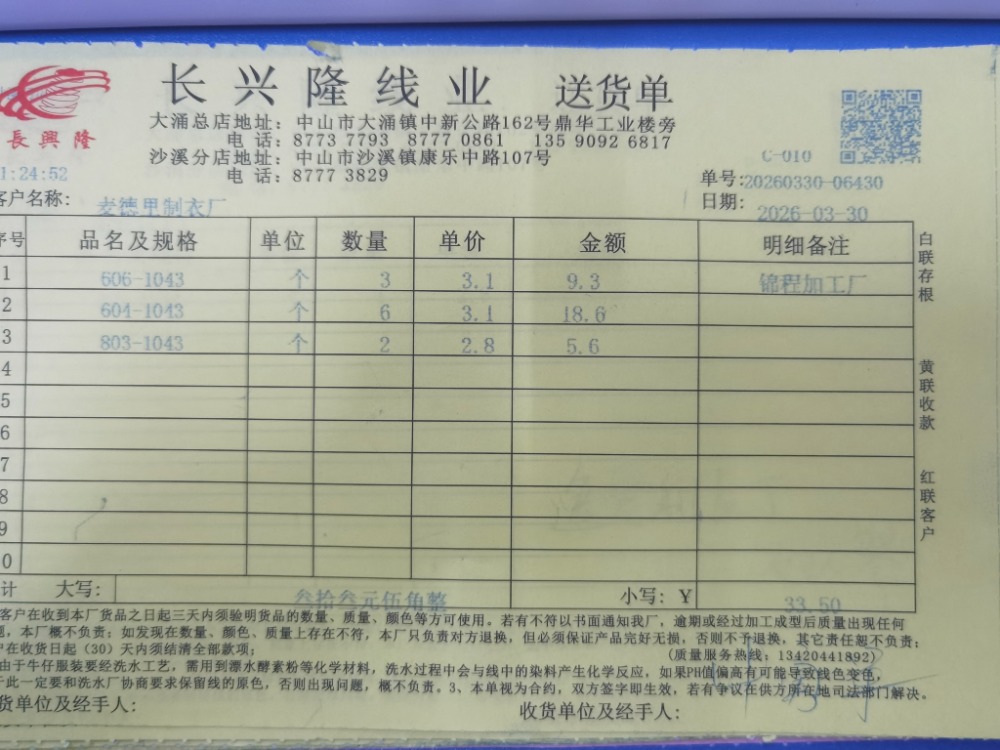 长兴隆线业 送货单
長興隆
大涌总店地址：中山市大涌镇中新公路162号鼎华工业楼旁
电 话：8773 7793 8777 0861 135 9092 6817
沙溪分店地址：中山市沙溪镇康乐中路107号
电 话：8777 3829
C-010
1:24:52
单号:20260330-06430
客户名称: 麦德里制衣厂
日期: 2026-03-30
序号 品名及规格 单位 数量 单价 金额 明细备注
1 606-1043 个 3 3.1 9.3 锦程加工厂
2 604-1043 个 6 3.1 18.6
3 803-1043 个 2 2.8 5.6
4
5
6
7
8
9
0
计 大写: 叁拾叁元伍角整 小写: Y 33.50
白联存根
黄联收款
红联客户
客户在收到本厂货品之日起三天内须验明货品的数量、质量、颜色等方可使用。若有不符以书面通知我厂，逾期或经过加工成型后质量出现任何
题，本厂概不负责；如发现在数量、颜色、质量上存在不符，本厂只负责对方退换，但必须保证产品完好无损，否则不予退换，其它责任恕不负责；
户在收货日起（30）天内须结清全部款项； (质量服务热线：13420441892)
由于牛仔服装要经洗水工艺，需用到漂水酵素粉等化学材料，洗水过程中会与线中的染料产生化学反应，如果PH值偏高有可能导致线色变色，
于此一定要和洗水厂协商要求保留线的原色，否则出现问题，概不负责。3、本单视为合约，双方签字即生效，若有争议在供方所在地司法部门解决。
货单位及经手人： 收货单位及经手人：